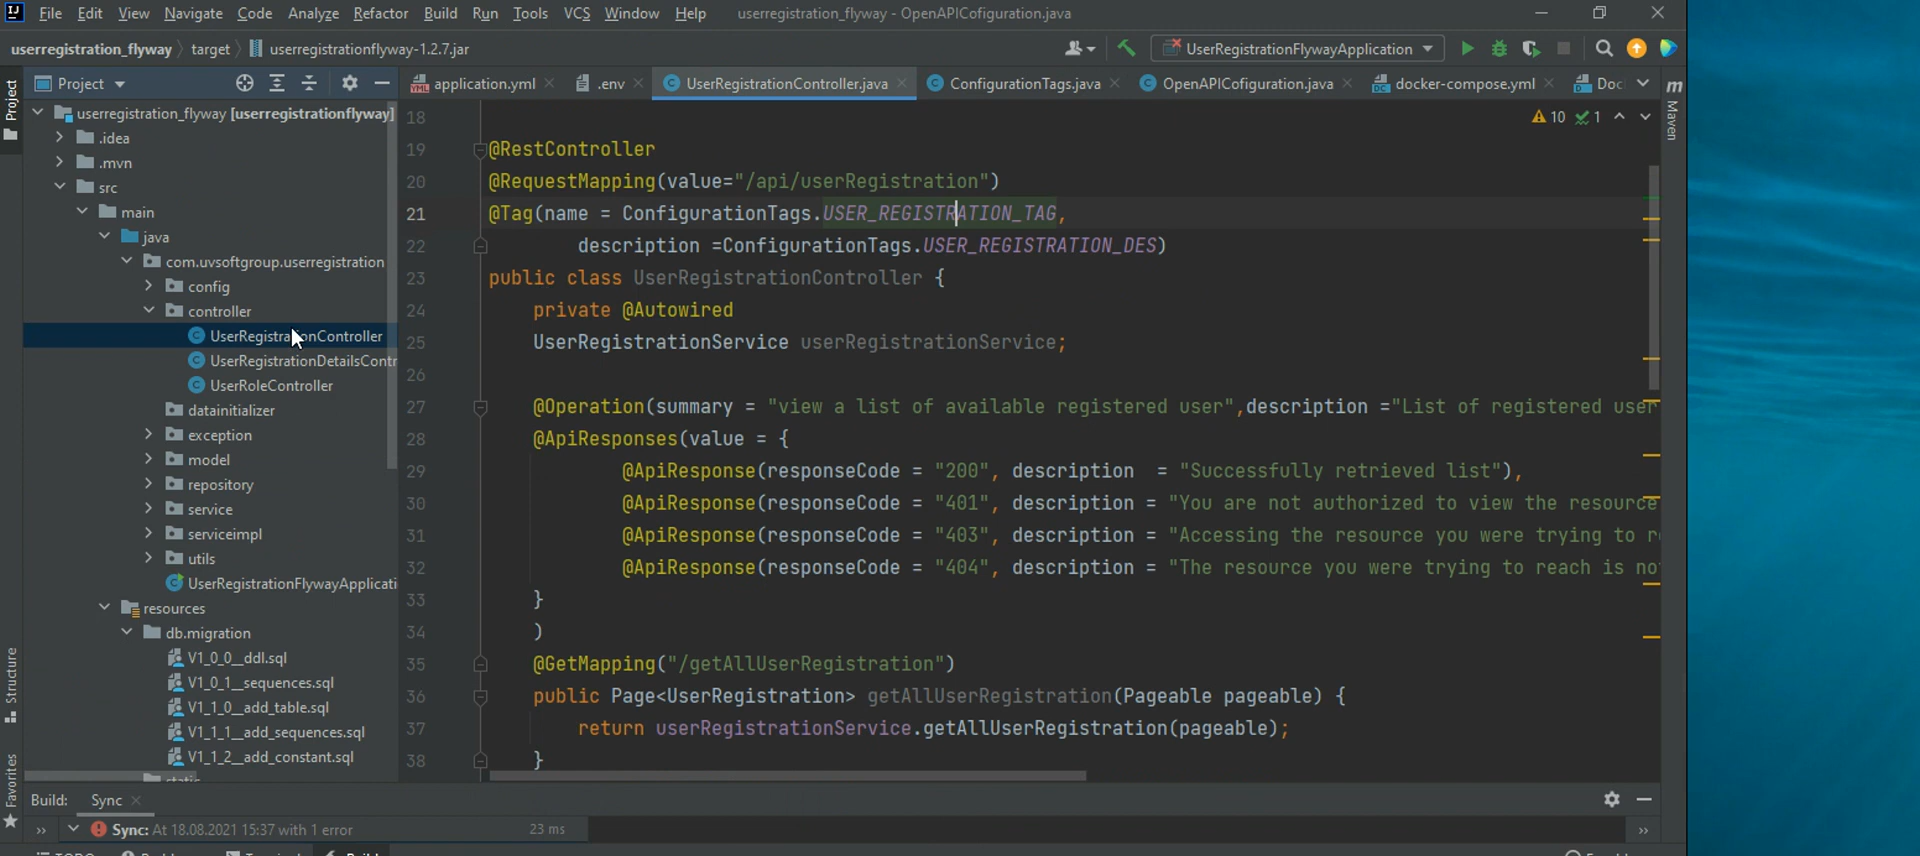 IJ File Edit View Navigate Code Analyze Refactor Build Run Tools VCS Window Help userregistration_flyway - OpenAPICofiguration.java
userregistration_flyway target userregistrationflyway-1.2.7.jar UserRegistrationFlywayApplication
Project application.yml .env UserRegistrationController.java ConfigurationTags.java OpenAPICofiguration.java docker-compose.yml Doc
Project
Structure
Favorites
m Maven
userregistration_flyway [userregistrationflyway]
.idea
.mvn
src
main
java
com.uvsoftgroup.userregistration
config
controller
UserRegistrationController
UserRegistrationDetailsContr
UserRoleController
datainitializer
exception
model
repository
service
serviceimpl
utils
UserRegistrationFlywayApplicati
resources
db.migration
V1_0_0__ddl.sql
V1_0_1__sequences.sql
V1_1_0__add_table.sql
V1_1_1__add_sequences.sql
V1_1_2__add_constant.sql
10 1
18
19 @RestController
20 @RequestMapping(value="/api/userRegistration")
21 @Tag(name = ConfigurationTags.USER_REGISTRATION_TAG,
22 description =ConfigurationTags.USER_REGISTRATION_DES)
23 public class UserRegistrationController {
24 private @Autowired
25 UserRegistrationService userRegistrationService;
26
27 @Operation(summary = "view a list of available registered user",description ="List of registered user
28 @ApiResponses(value = {
29 @ApiResponse(responseCode = "200", description  = "Successfully retrieved list"),
30 @ApiResponse(responseCode = "401", description = "You are not authorized to view the resource
31 @ApiResponse(responseCode = "403", description = "Accessing the resource you were trying to r
32 @ApiResponse(responseCode = "404", description = "The resource you were trying to reach is no
33 }
34 )
35 @GetMapping("/getAllUserRegistration")
36 public Page<UserRegistration> getAllUserRegistration(Pageable pageable) {
37 return userRegistrationService.getAllUserRegistration(pageable);
38 }
Build: Sync
Sync: At 18.08.2021 15:37 with 1 error 23 ms